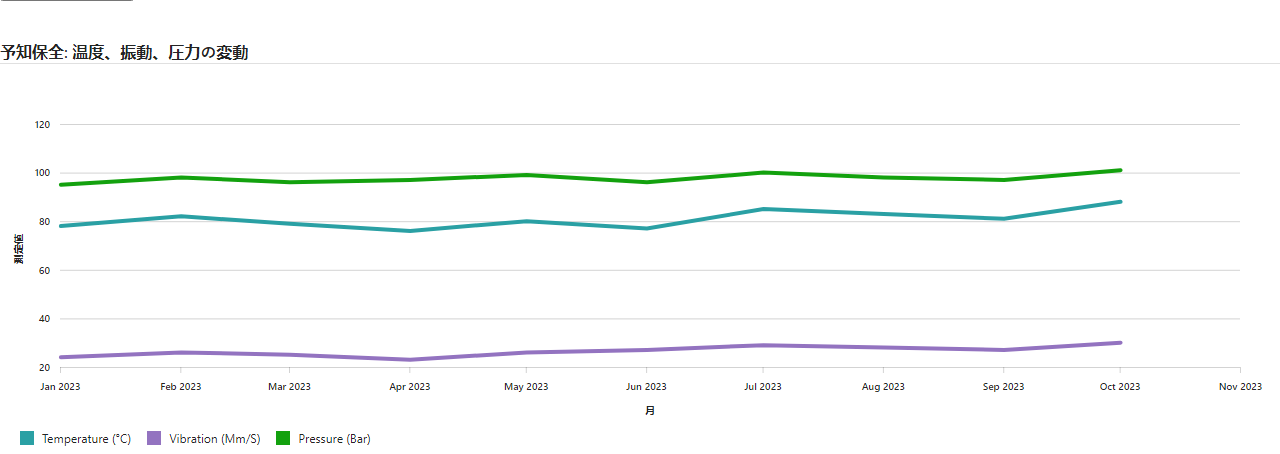 予知保全: 温度、振動、圧力の変動
120
100
80
60
40
20
測定値
Jan 2023 Feb 2023 Mar 2023 Apr 2023 May 2023 Jun 2023 Jul 2023 Aug 2023 Sep 2023 Oct 2023 Nov 2023
月
Temperature (°C) Vibration (Mm/S) Pressure (Bar)